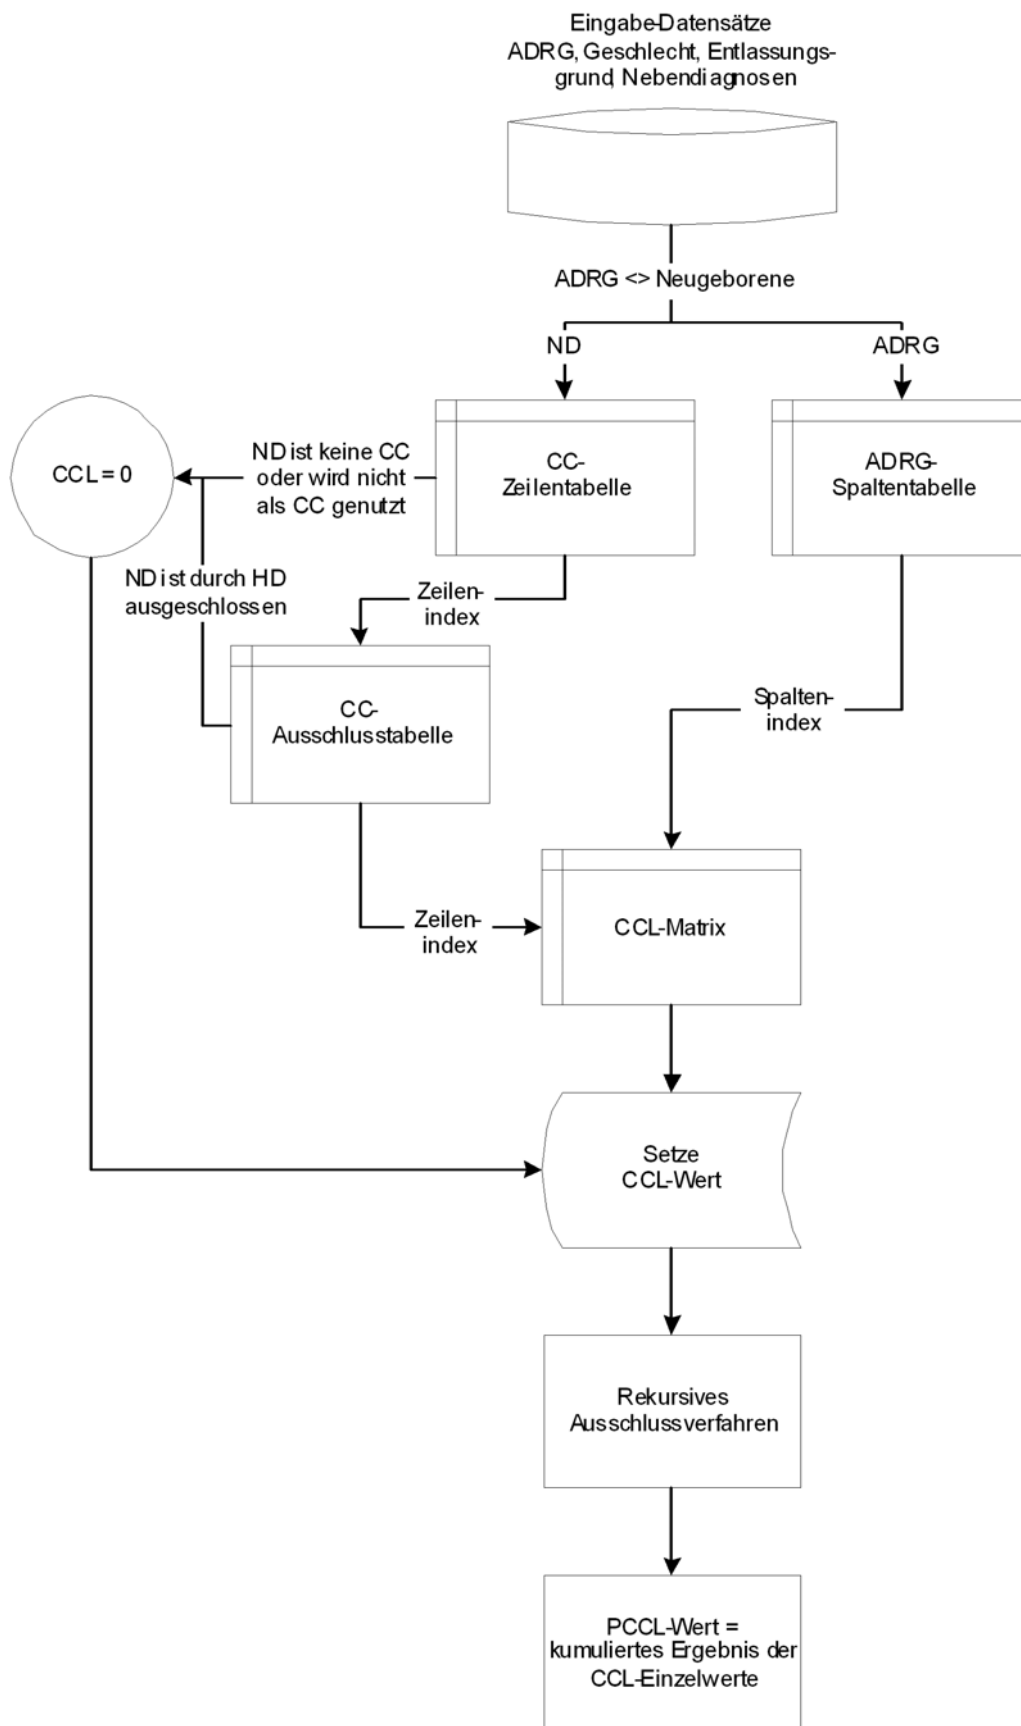 Eingabe-Datensätze
ADRG, Geschlecht, Entlassungs-
grund, Nebendiagnosen
ADRG <> Neugeborene
ND
ADRG
CCL = 0
ND ist keine CC
oder wird nicht
als CC genutzt
CC-
Zeilentabelle
ADRG-
Spaltentabelle
ND ist durch HD
ausgeschlossen
Zeilen-
index
CC-
Ausschlusstabelle
Spalten-
index
Zeilen-
index
CCL-Matrix
Setze
CCL-Wert
Rekursives
Ausschlussverfahren
PCCL-Wert =
kumuliertes Ergebnis der
CCL-Einzelwerte